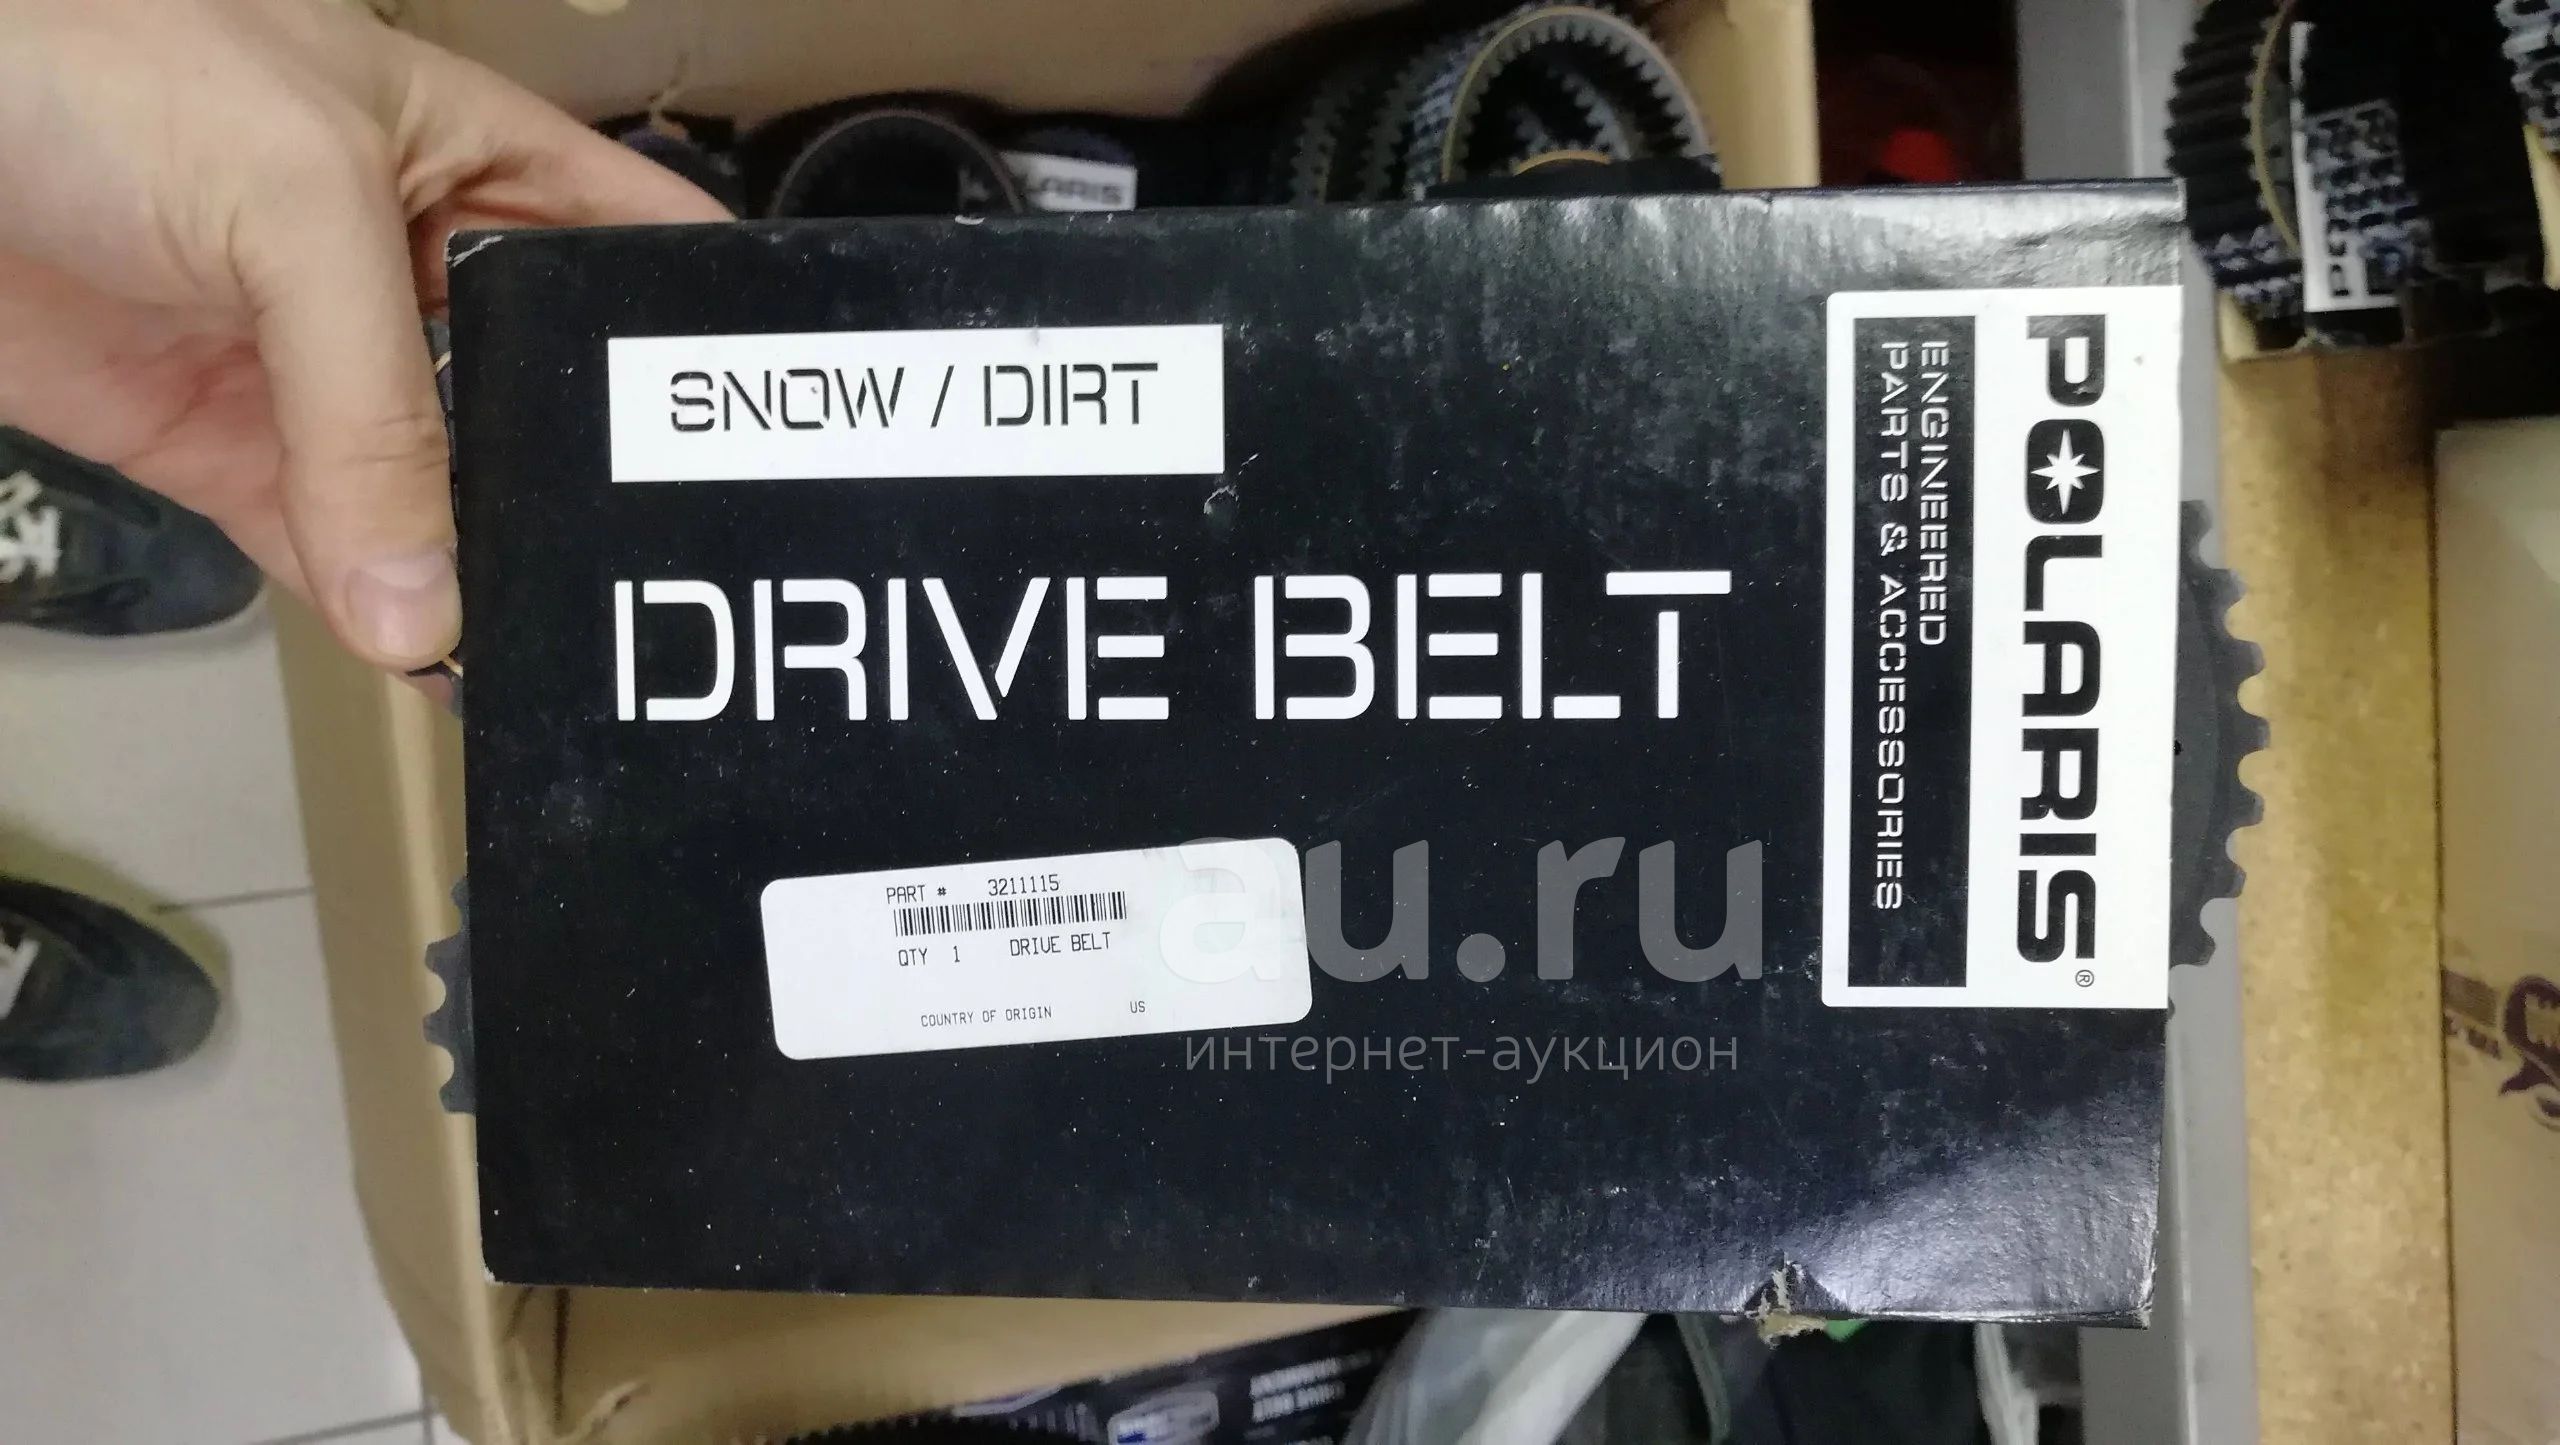 LARIS
SNOW / DIRT
DRIVE BELT
PART # 3211115
QTY 1 DRIVE BELT
COUNTRY OF ORIGIN US
POLARIS®
ENGINEERED
PARTS & ACCESSORIES
au.ru
интернет-аукцион